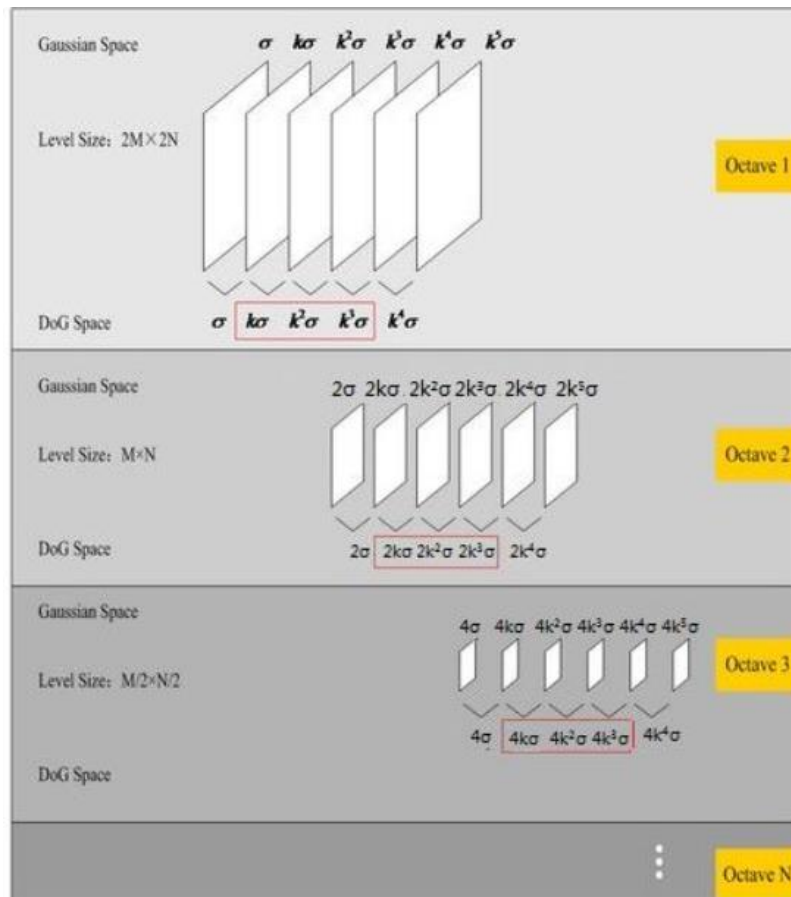 Gaussian Space σ kσ k²σ k³σ k⁴σ k⁵σ
Level Size: 2M×2N
Octave 1
DoG Space σ kσ k²σ k³σ k⁴σ
Gaussian Space 2σ 2kσ 2k²σ 2k³σ 2k⁴σ 2k⁵σ
Level Size: M×N
Octave 2
DoG Space 2σ 2kσ 2k²σ 2k³σ 2k⁴σ
Gaussian Space
4σ 4kσ 4k²σ 4k³σ 4k⁴σ 4k⁵σ
Level Size: M/2×N/2
Octave 3
4σ 4kσ 4k²σ 4k³σ 4k⁴σ
DoG Space
Octave N